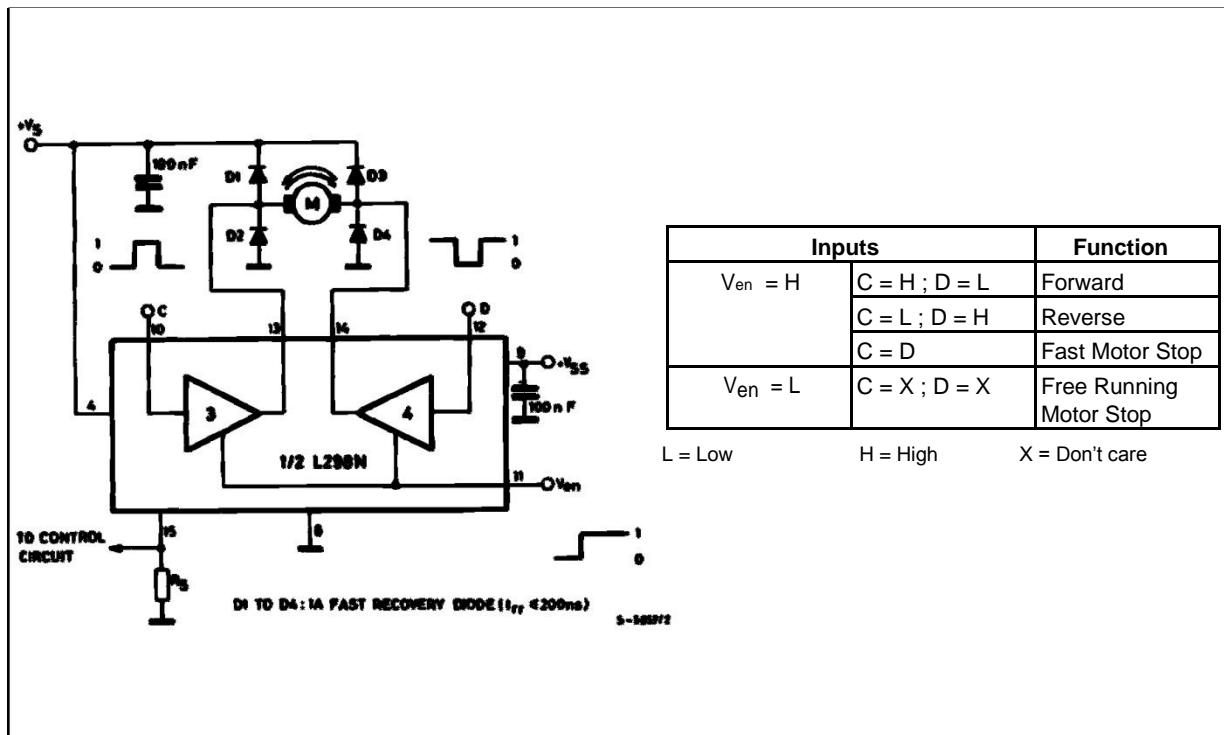 +VS
100nF
D1
D3
M
D2
D4
1
0
1
0
C
D
10
13
14
12
9
+VSS
4
3
4
100nF
1/2 L298N
11
Ven
15
8
TO CONTROL
CIRCUIT
RS
1
0
D1 TO D4: 1A FAST RECOVERY DIODE (trr ≤200ns)
Inputs Function
Ven = H C = H ; D = L Forward
C = L ; D = H Reverse
C = D Fast Motor Stop
Ven = L C = X ; D = X Free Running
Motor Stop
L = Low H = High X = Don't care